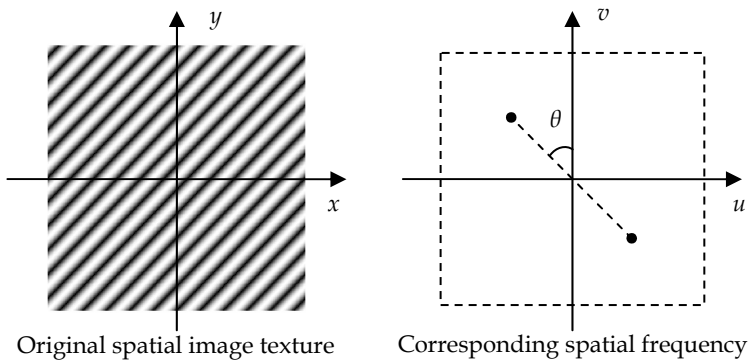 y
x
Original spatial image texture
v
θ
u
Corresponding spatial frequency